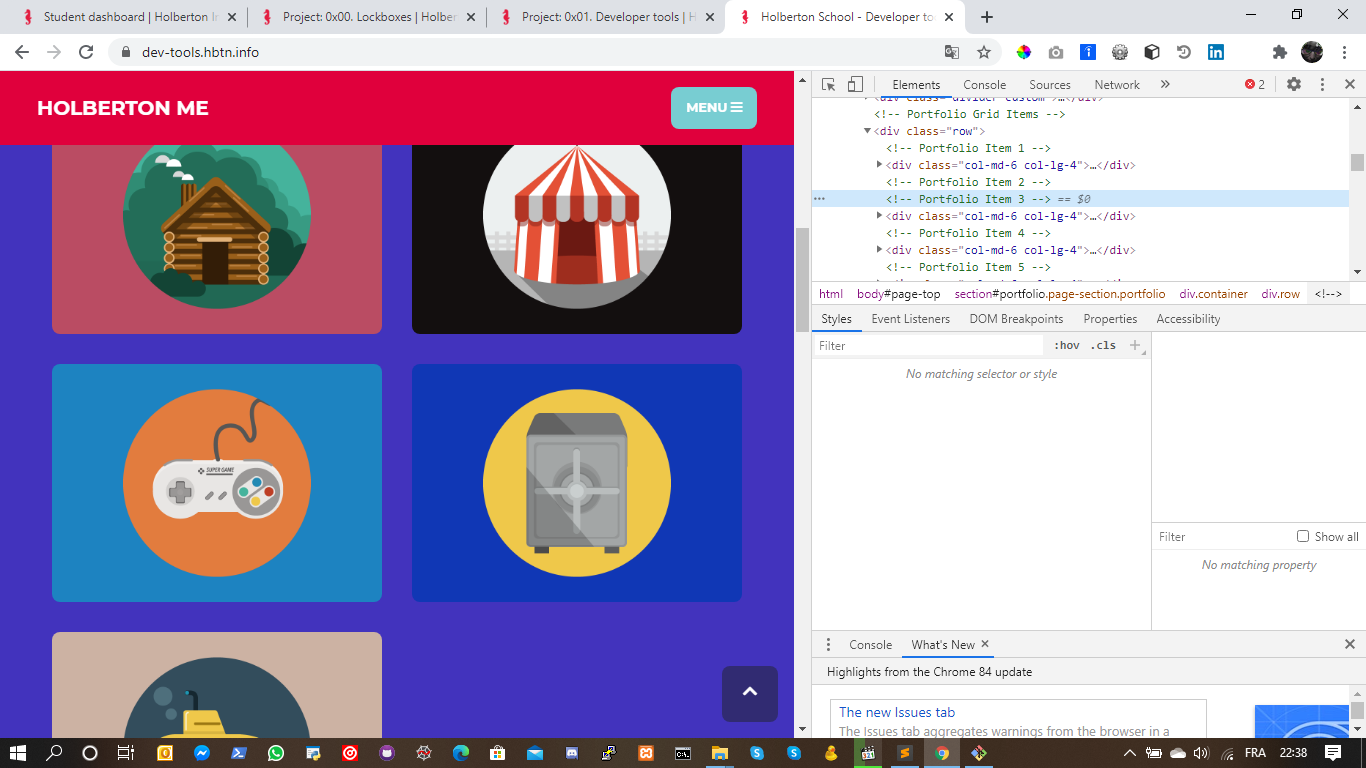 Student dashboard | Holberton In
Project: 0x00. Lockboxes | Holber
Project: 0x01. Developer tools | H
Holberton School - Developer to
dev-tools.hbtn.info
HOLBERTON ME
MENU
SUPER GAME
Elements
Console
Sources
Network
2
<div class="divider-custom">…</div>
<!-- Portfolio Grid Items -->
<div class="row">
<!-- Portfolio Item 1 -->
<div class="col-md-6 col-lg-4">…</div>
<!-- Portfolio Item 2 -->
<!-- Portfolio Item 3 --> == $0
<div class="col-md-6 col-lg-4">…</div>
<!-- Portfolio Item 4 -->
<div class="col-md-6 col-lg-4">…</div>
<!-- Portfolio Item 5 -->
html body#page-top section#portfolio.page-section.portfolio div.container div.row <!-->
Styles Event Listeners DOM Breakpoints Properties Accessibility
Filter
:hov .cls
No matching selector or style
Filter
Show all
No matching property
Console
What's New
Highlights from the Chrome 84 update
The new Issues tab
The Issues tab aggregates warnings from the browser in a
FRA
22:38